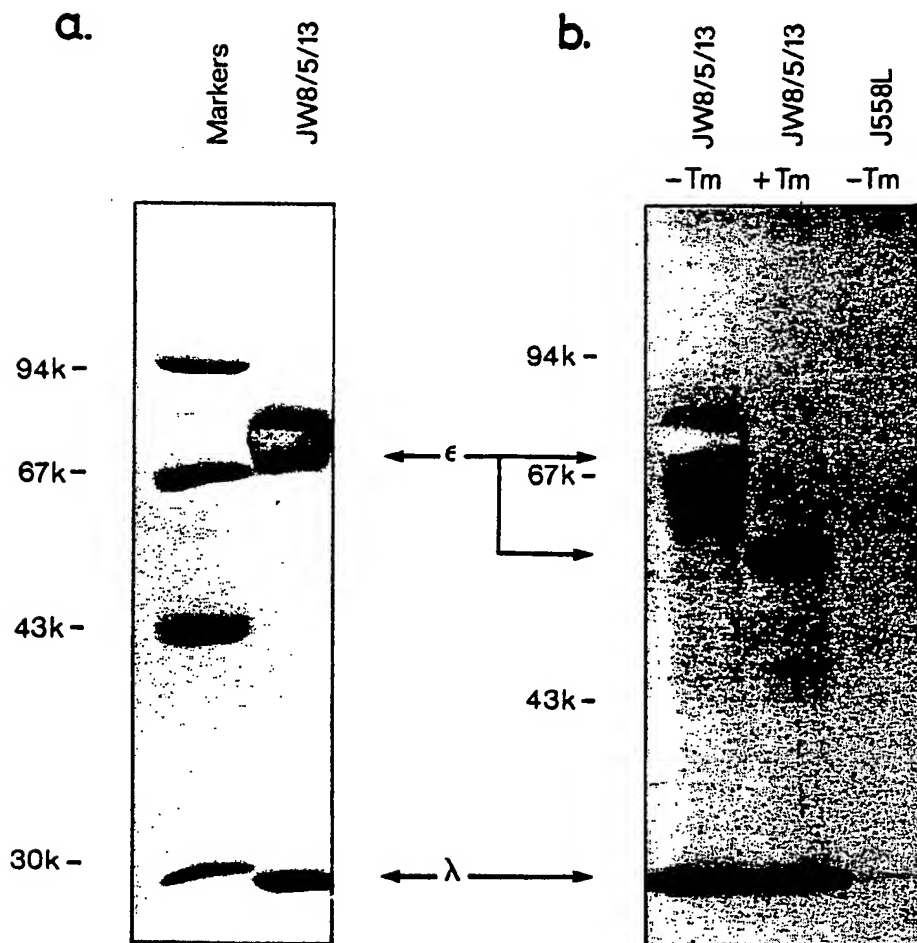 a.
Markers
JW8/5/13
94k –
67k –
43k –
30k –
ϵ
λ
b.
JW8/5/13
JW8/5/13
J558L
–Tm
+Tm
–Tm
94k –
67k –
43k –